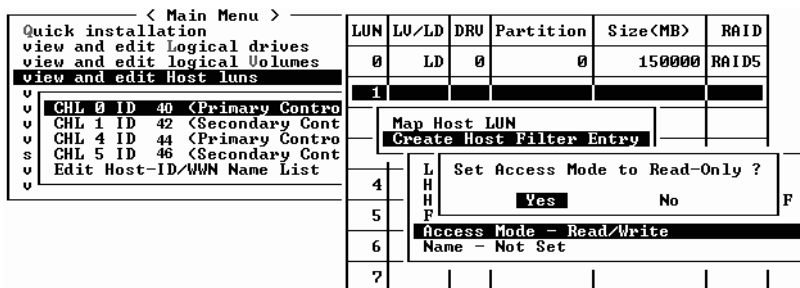 < Main Menu >
Quick installation
view and edit Logical drives
view and edit logical Volumes
view and edit Host luns
v
v
v
v
s
v
v
CHL 0 ID 40 (Primary Contro
CHL 1 ID 42 (Secondary Cont
CHL 4 ID 44 (Primary Contro
CHL 5 ID 46 (Secondary Cont
Edit Host-ID/WWN Name List
LUN LV/LD DRV Partition Size(MB) RAID
0 LD 0 0 150000 RAID5
1
Map Host LUN
Create Host Filter Entry
4
5
6
7
L
H
H
F
F
Set Access Mode to Read-Only ?
Yes No
Access Mode - Read/Write
Name - Not Set